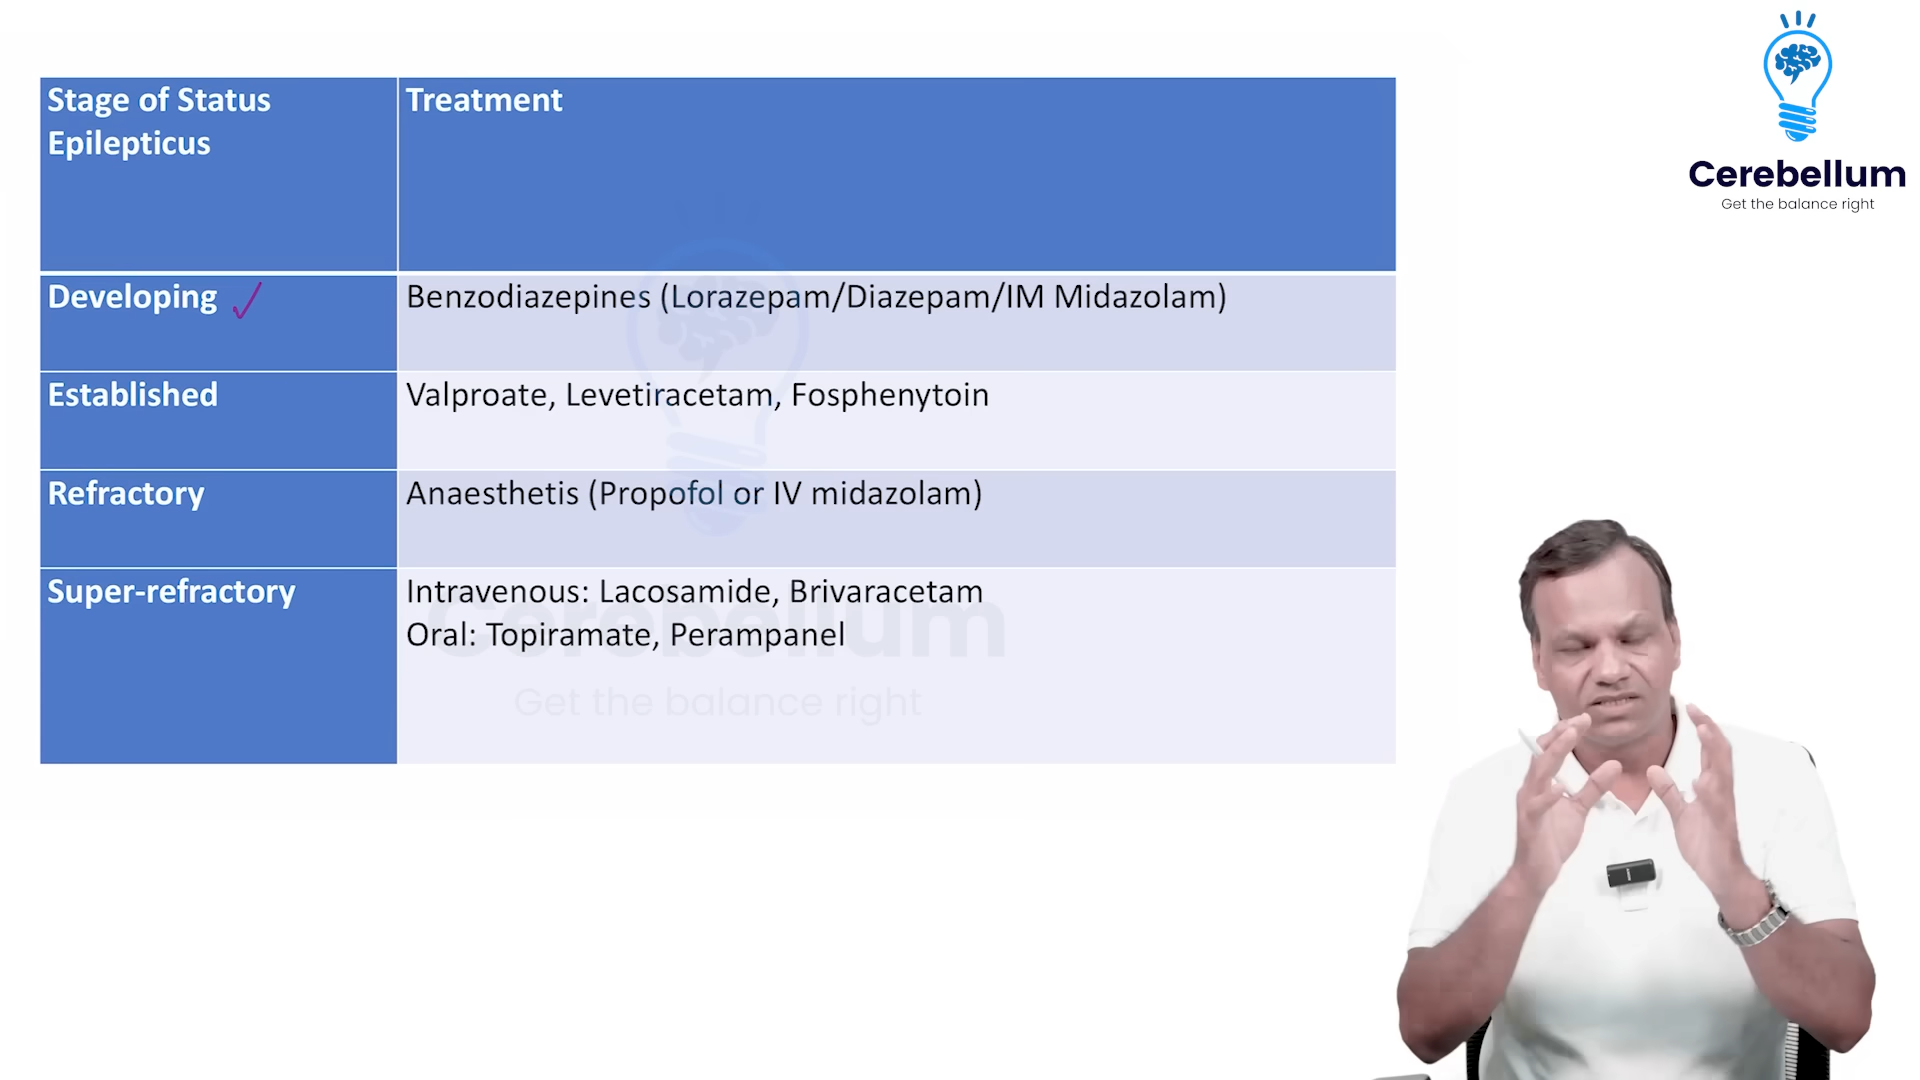 Cerebellum
Get the balance right
Stage of Status
Epilepticus
Treatment
Developing
Benzodiazepines (Lorazepam/Diazepam/IM Midazolam)
Established
Valproate, Levetiracetam, Fosphenytoin
Refractory
Anaesthetis (Propofol or IV midazolam)
Super-refractory
Intravenous: Lacosamide, Brivaracetam
Oral: Topiramate, Perampanel
Cerebellum
Get the balance right